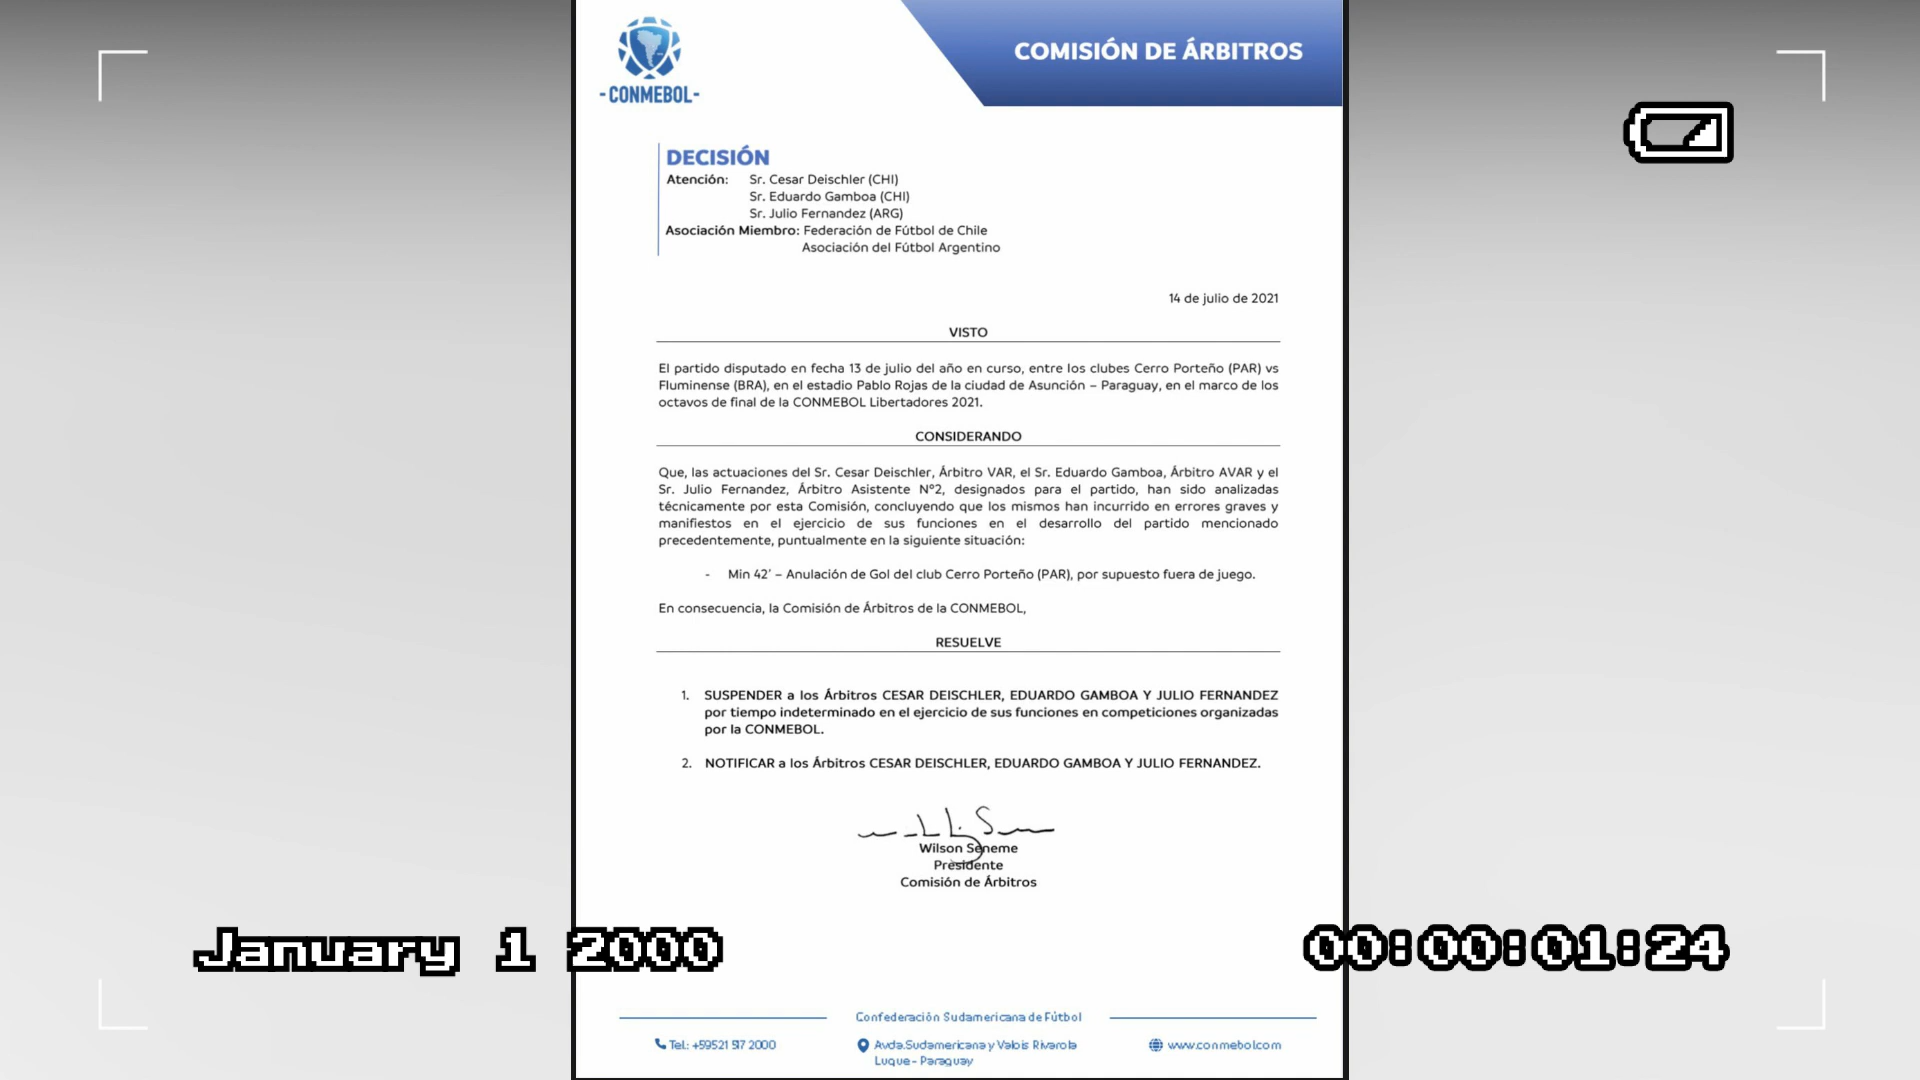 -CONMEBOL-
COMISIÓN DE ÁRBITROS
DECISIÓN
Atención: Sr. Cesar Deischler (CHI)
Sr. Eduardo Gamboa (CHI)
Sr. Julio Fernandez (ARG)
Asociación Miembro: Federación de Fútbol de Chile
Asociación del Fútbol Argentino
14 de julio de 2021
VISTO
El partido disputado en fecha 13 de julio del año en curso, entre los clubes Cerro Porteño (PAR) vs
Fluminense (BRA), en el estadio Pablo Rojas de la ciudad de Asunción – Paraguay, en el marco de los
octavos de final de la CONMEBOL Libertadores 2021.
CONSIDERANDO
Que, las actuaciones del Sr. Cesar Deischler, Árbitro VAR, el Sr. Eduardo Gamboa, Árbitro AVAR y el
Sr. Julio Fernandez, Árbitro Asistente Nº2, designados para el partido, han sido analizadas
técnicamente por esta Comisión, concluyendo que los mismos han incurrido en errores graves y
manifiestos en el ejercicio de sus funciones en el desarrollo del partido mencionado
precedentemente, puntualmente en la siguiente situación:
- Min 42' – Anulación de Gol del club Cerro Porteño (PAR), por supuesto fuera de juego.
En consecuencia, la Comisión de Árbitros de la CONMEBOL,
RESUELVE
1. SUSPENDER a los Árbitros CESAR DEISCHLER, EDUARDO GAMBOA Y JULIO FERNANDEZ
por tiempo indeterminado en el ejercicio de sus funciones en competiciones organizadas
por la CONMEBOL.
2. NOTIFICAR a los Árbitros CESAR DEISCHLER, EDUARDO GAMBOA Y JULIO FERNANDEZ.
Wilson Seneme
Presidente
Comisión de Árbitros
January 1 2000
00:00:01:24
Confederación Sudamericana de Fútbol
Tel.: +59521 517 2000
Avda.Sudamericana y Valois Rivarola
Luque - Paraguay
www.conmebol.com